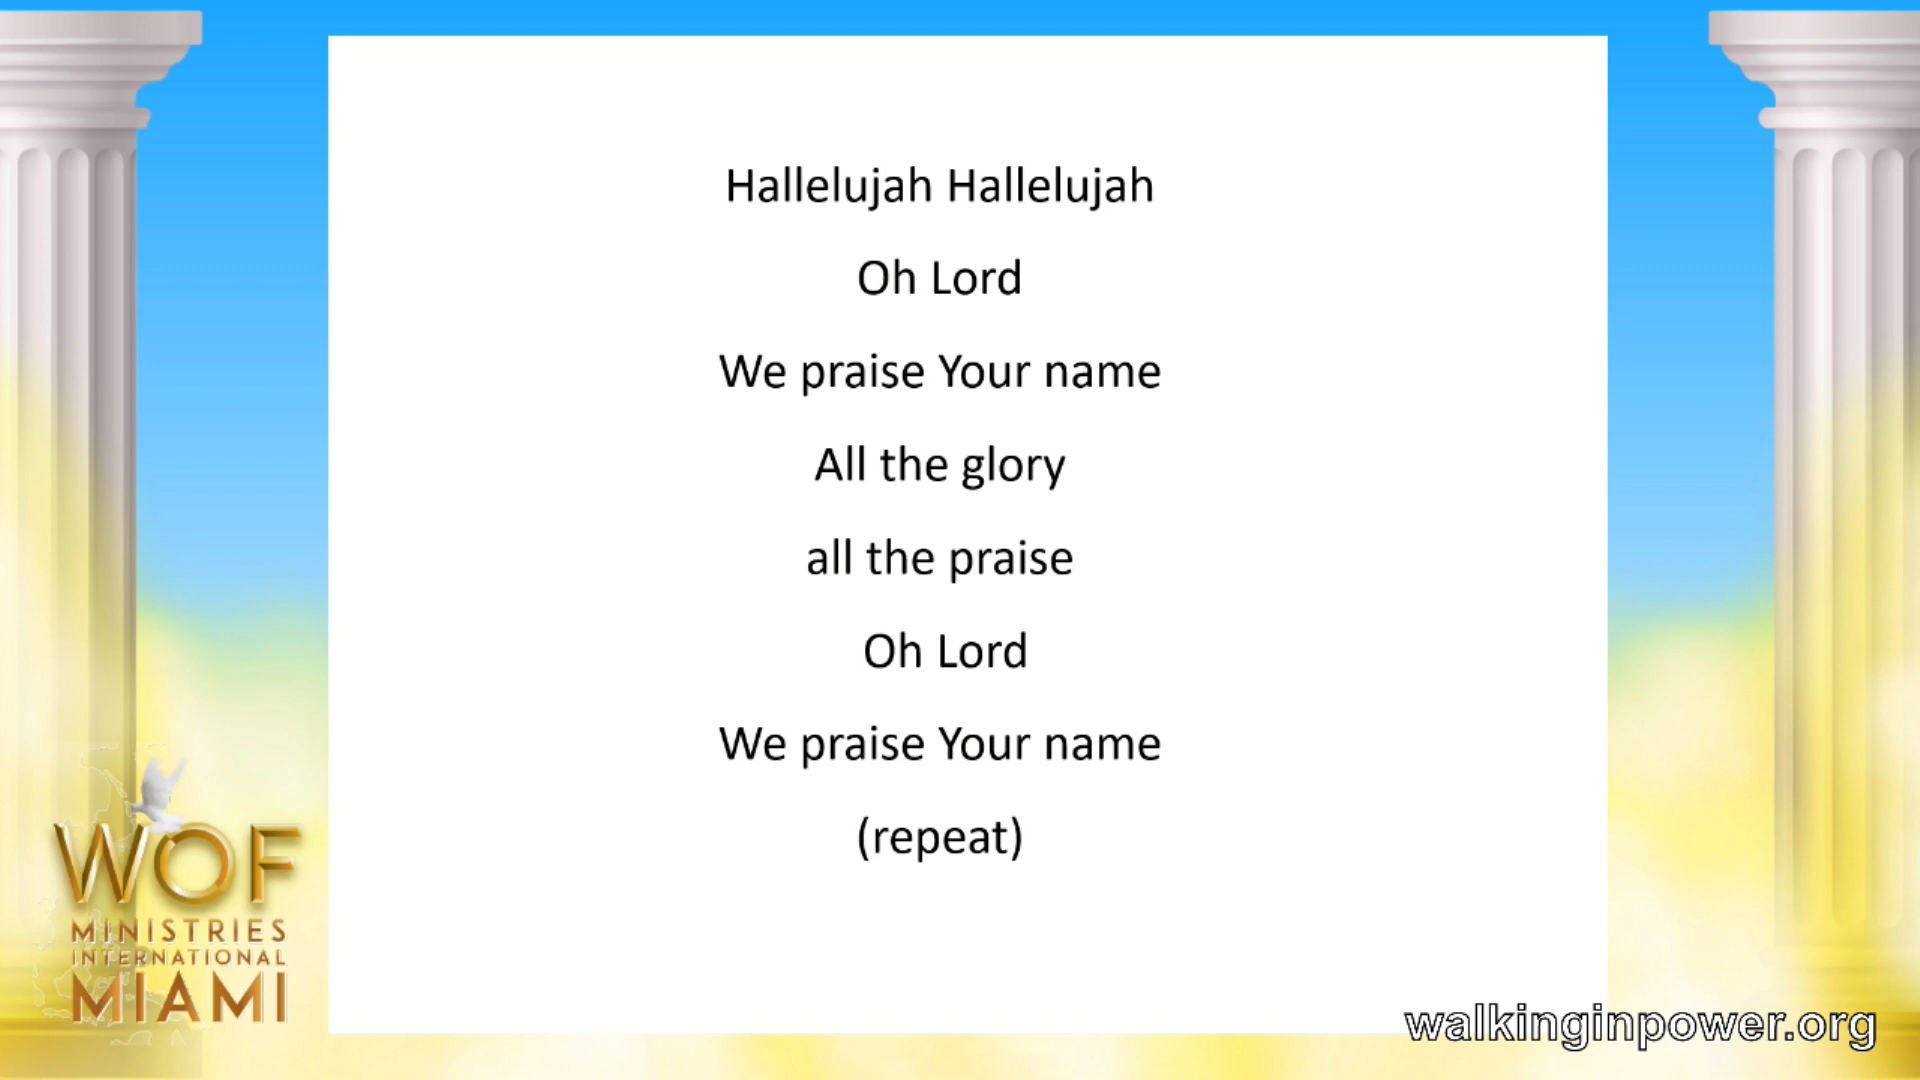 Hallelujah Hallelujah
Oh Lord
We praise Your name
All the glory
all the praise
Oh Lord
We praise Your name
(repeat)
WOF
MINISTRIES
INTERNATIONAL
MIAMI
walkinginpower.org